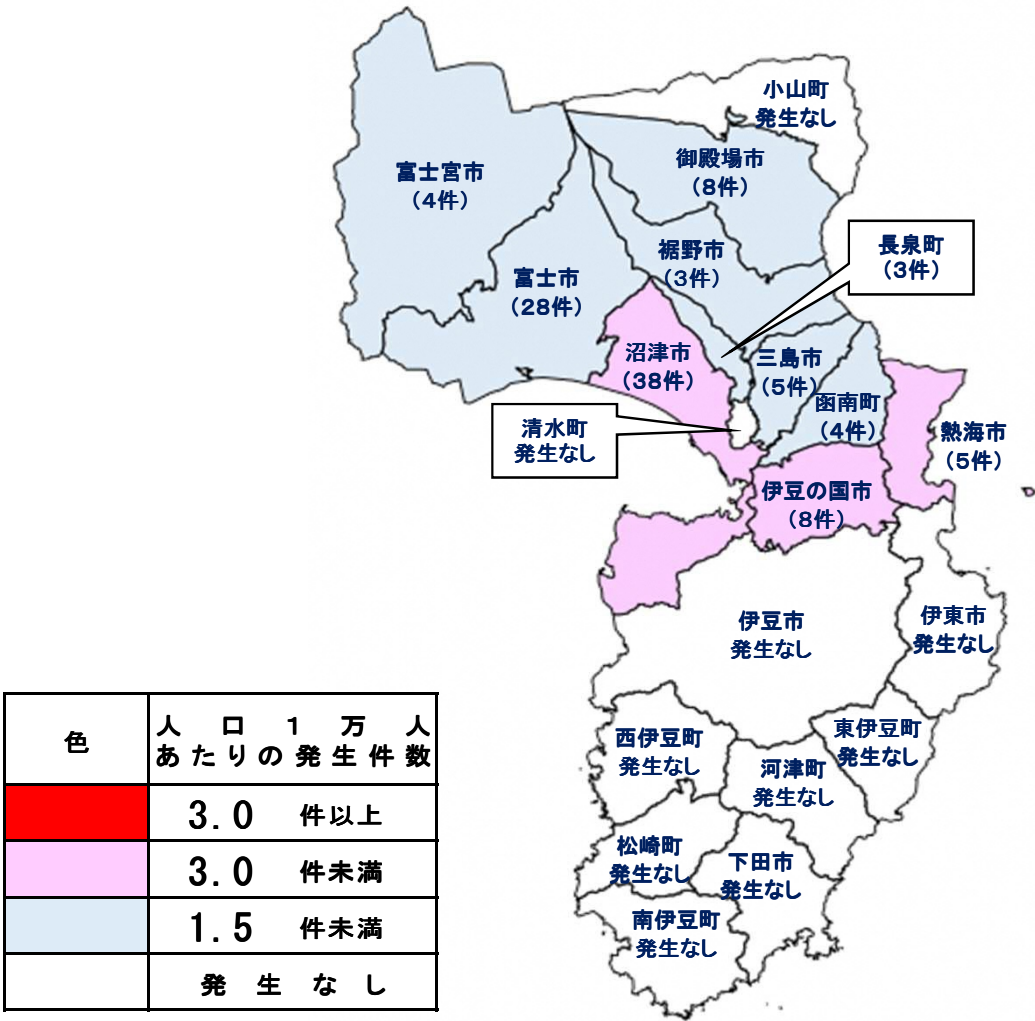 小山町
発生なし
御殿場市
（8件）
富士宮市
（4件）
長泉町
（3件）
裾野市
（3件）
富士市
（28件）
沼津市
（38件）
三島市
（5件）
函南町
（4件）
清水町
発生なし
熱海市
（5件）
伊豆の国市
（8件）
伊豆市
発生なし
伊東市
発生なし
東伊豆町
発生なし
西伊豆町
発生なし
河津町
発生なし
松崎町
発生なし
下田市
発生なし
南伊豆町
発生なし
色
人口１万人
あたりの発生件数
3.0 件以上
3.0 件未満
1.5 件未満
発生なし